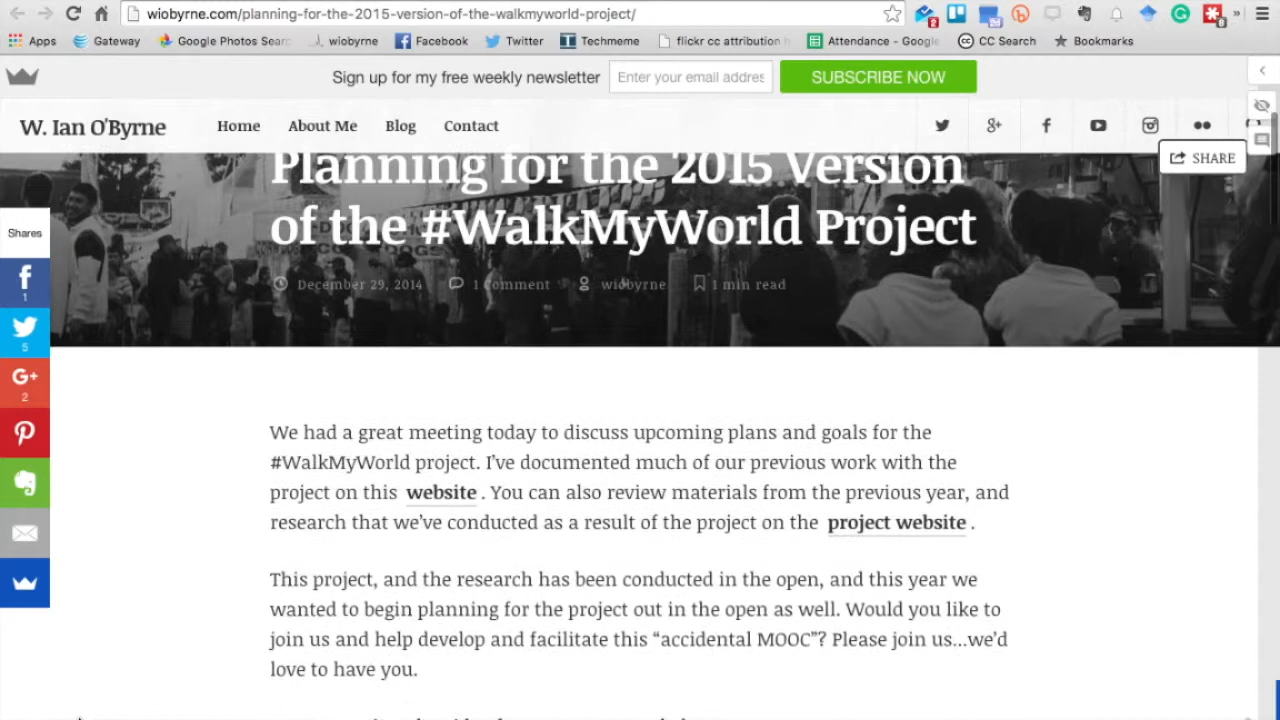 wiobyrne.com/planning-for-the-2015-version-of-the-walkmyworld-project/
Apps Gateway Google Photos Sear wiobyrne Facebook Twitter Techmeme flickr cc attribution Attendance - Google CC Search Bookmarks
Sign up for my free weekly newsletter Enter your email addres SUBSCRIBE NOW
W. Ian O'Byrne Home About Me Blog Contact
SHARE
Planning for the 2015 Version
of the #WalkMyWorld Project
December 29, 2014 1 Comment wiobyrne 1 min read
Shares
1
5
G+
2
We had a great meeting today to discuss upcoming plans and goals for the
#WalkMyWorld project. I've documented much of our previous work with the
project on this website . You can also review materials from the previous year, and
research that we've conducted as a result of the project on the project website .
This project, and the research has been conducted in the open, and this year we
wanted to begin planning for the project out in the open as well. Would you like to
join us and help develop and facilitate this “accidental MOOC”? Please join us...we'd
love to have you.